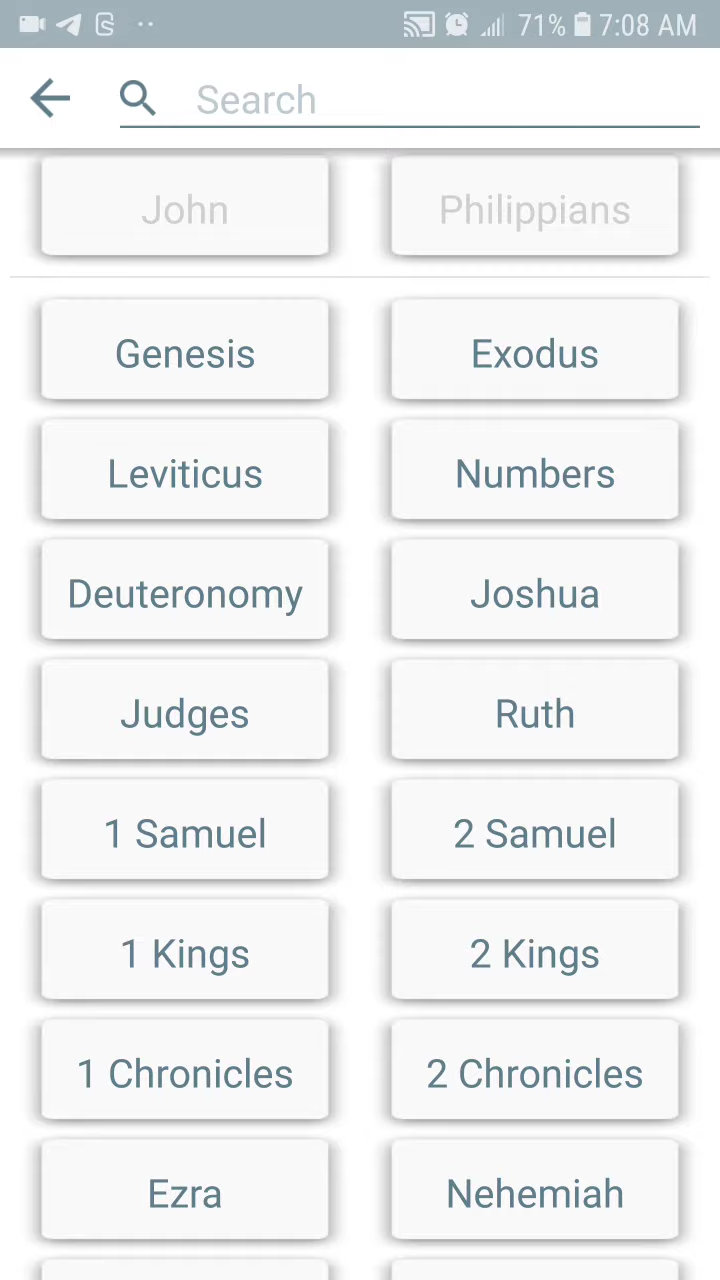 71% 7:08 AM
Search
John Philippians
Genesis Exodus
Leviticus Numbers
Deuteronomy Joshua
Judges Ruth
1 Samuel 2 Samuel
1 Kings 2 Kings
1 Chronicles 2 Chronicles
Ezra Nehemiah